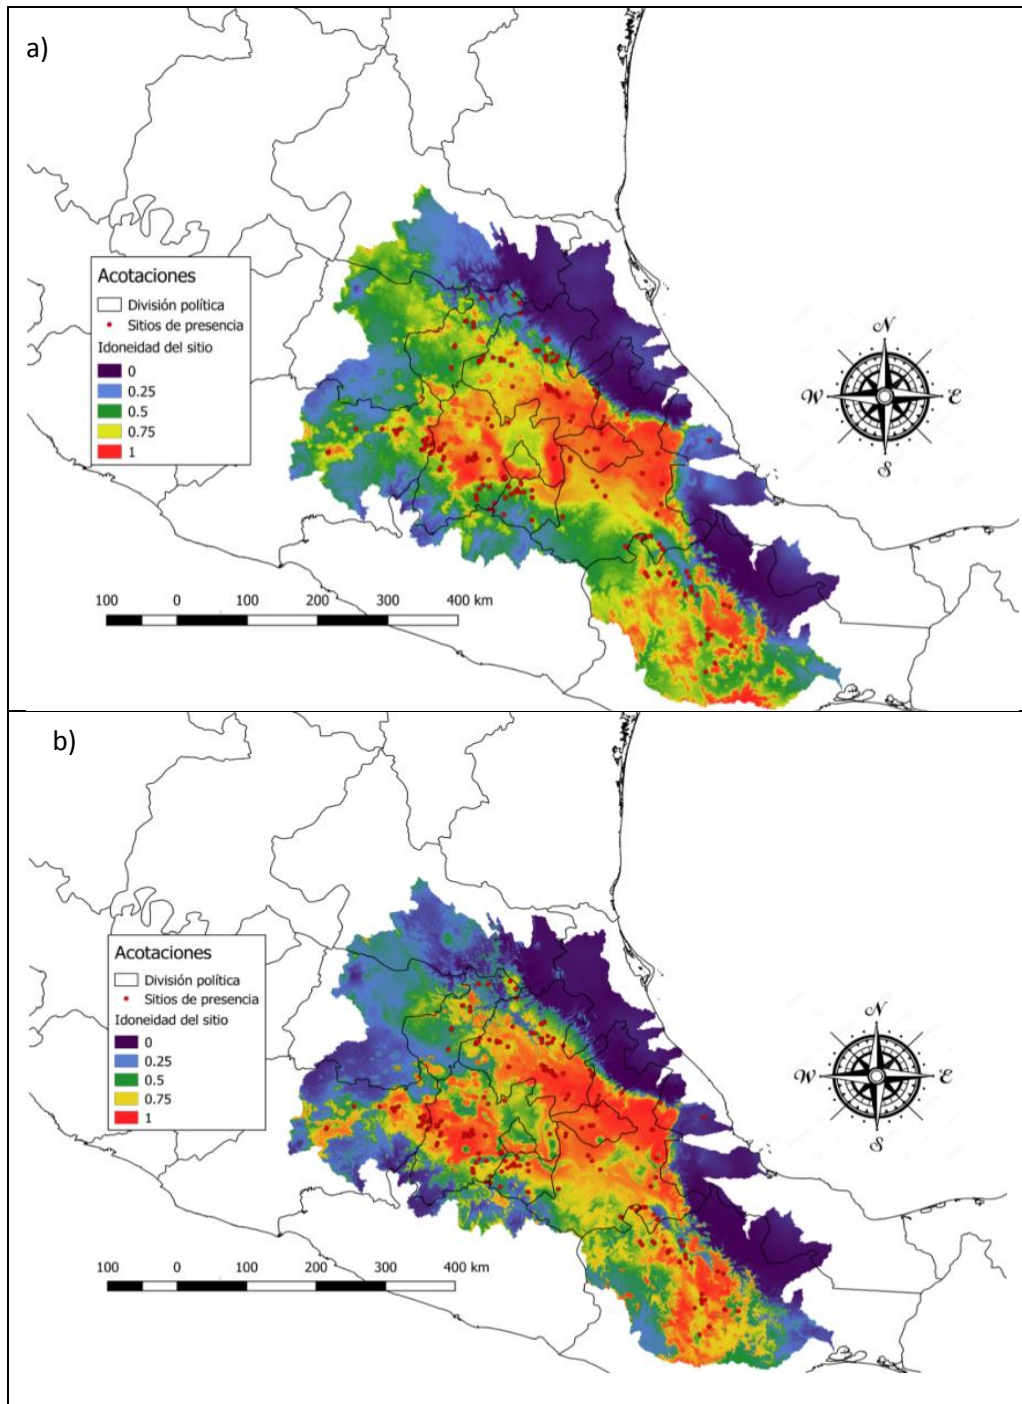 a)
N
W
E
S
Acotaciones
División política
Sitios de presencia
Idoneidad del sitio
0
0.25
0.5
0.75
1
100 0 100 200 300 400 km
b)
N
W
E
S
Acotaciones
División política
Sitios de presencia
Idoneidad del sitio
0
0.25
0.5
0.75
1
100 0 100 200 300 400 km